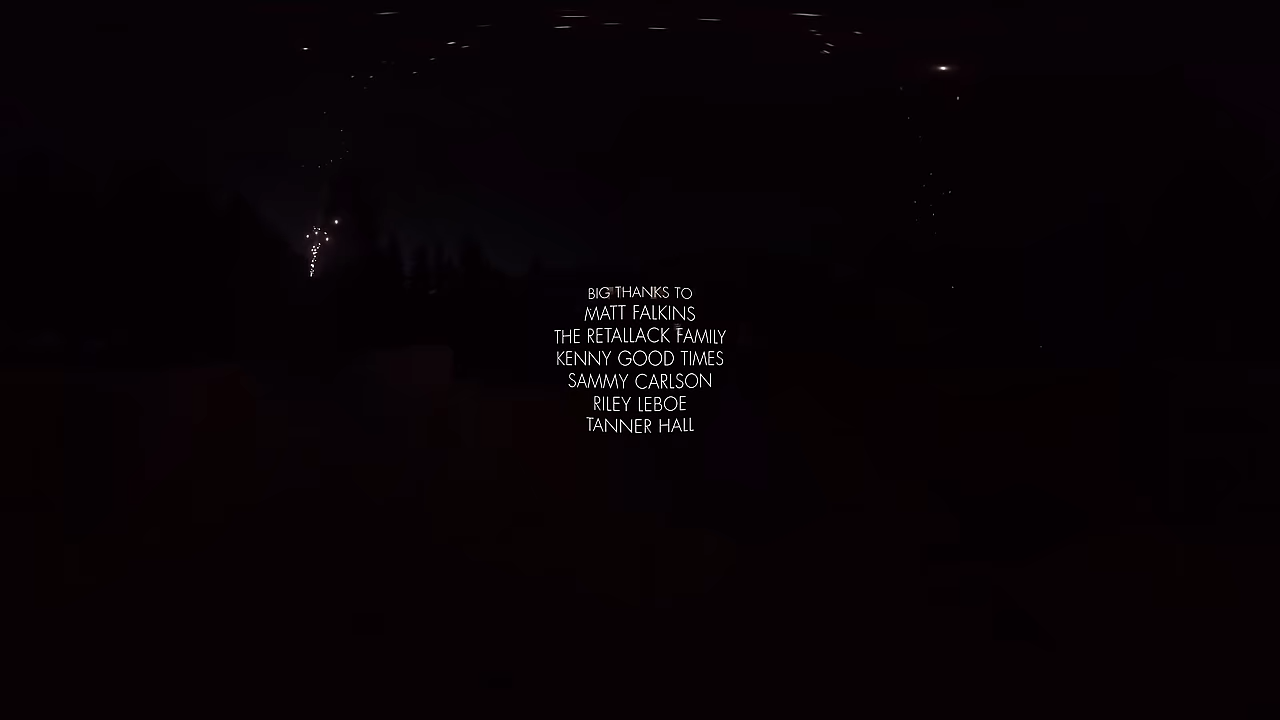 BIG THANKS TO
MATT FALKINS
THE RETALLACK FAMILY
KENNY GOOD TIMES
SAMMY CARLSON
RILEY LEBOE
TANNER HALL